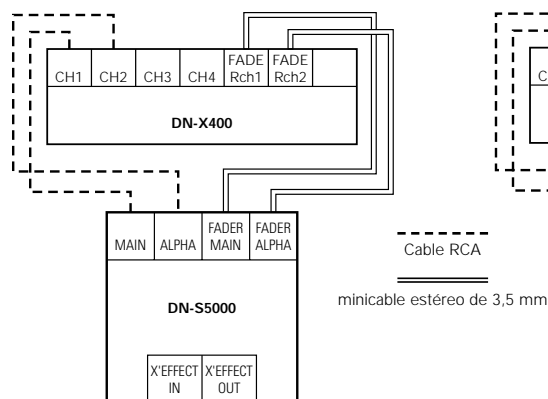 CH1 CH2 CH3 CH4 FADE Rch1 FADE Rch2
DN-X400
C
MAIN ALPHA FADER MAIN FADER ALPHA
DN-S5000
X'EFFECT IN X'EFFECT OUT
Cable RCA
minicable estéreo de 3,5 mm